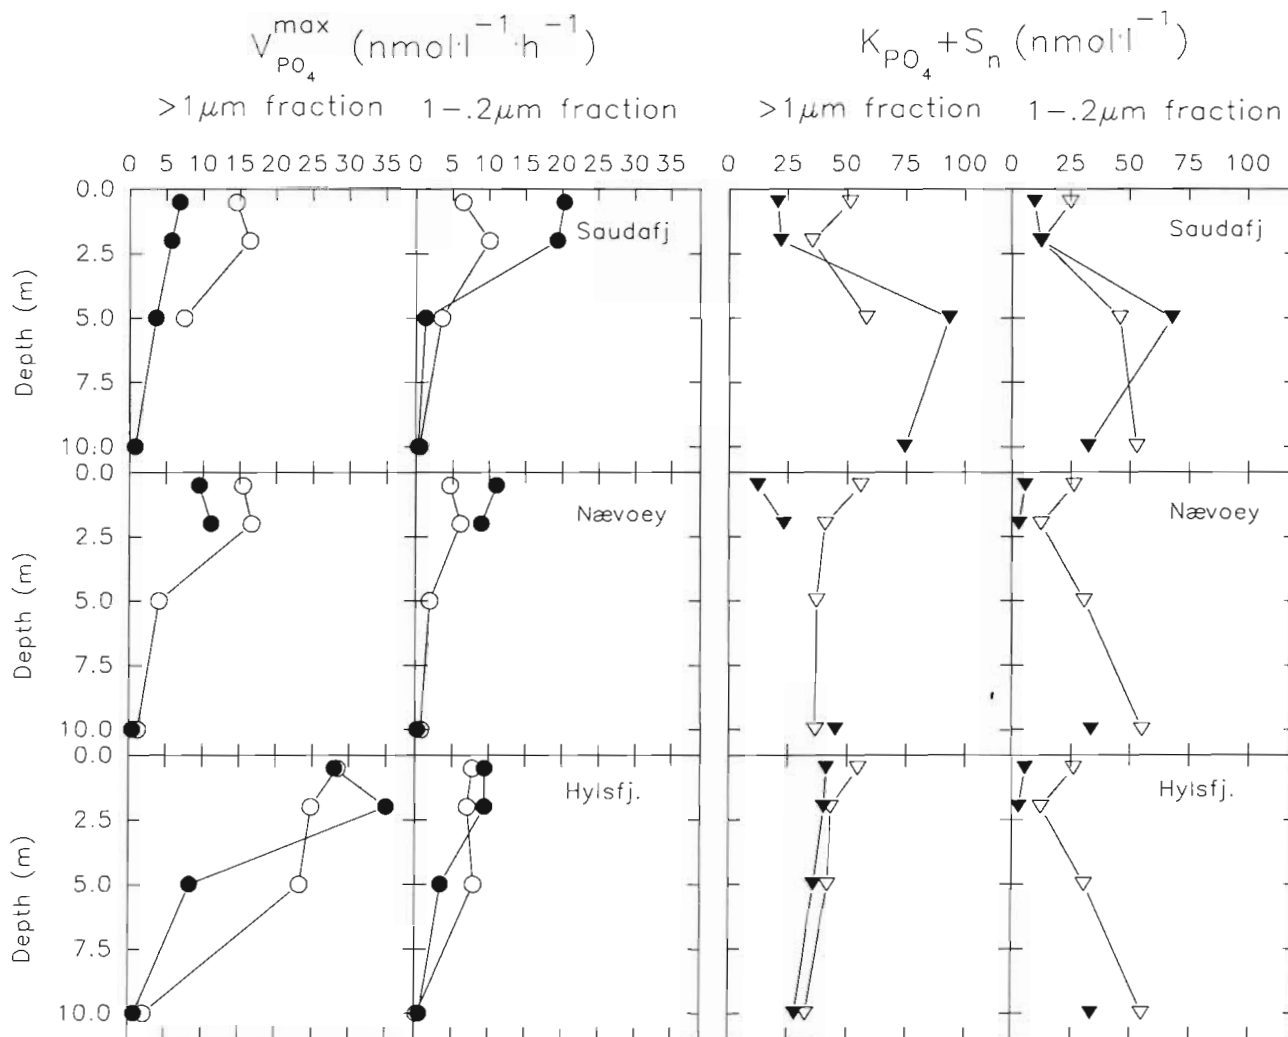 V max PO4 (nmol·l−1·h−1) K PO4 + Sn (nmol·l−1)
>1μm fraction 1−.2μm fraction >1μm fraction 1−.2μm fraction
0 5 10 15 20 25 30 35 0 5 10 15 20 25 35 0 25 50 75 100 0 25 50 75 100
0.0
Saudafj Saudafj
2.5
Depth (m)
5.0
7.5
10.0
0.0
Nævoey Nævoey
2.5
Depth (m)
5.0
7.5
10.0
0.0
Hylsfj. Hylsfj.
2.5
Depth (m)
5.0
7.5
10.0